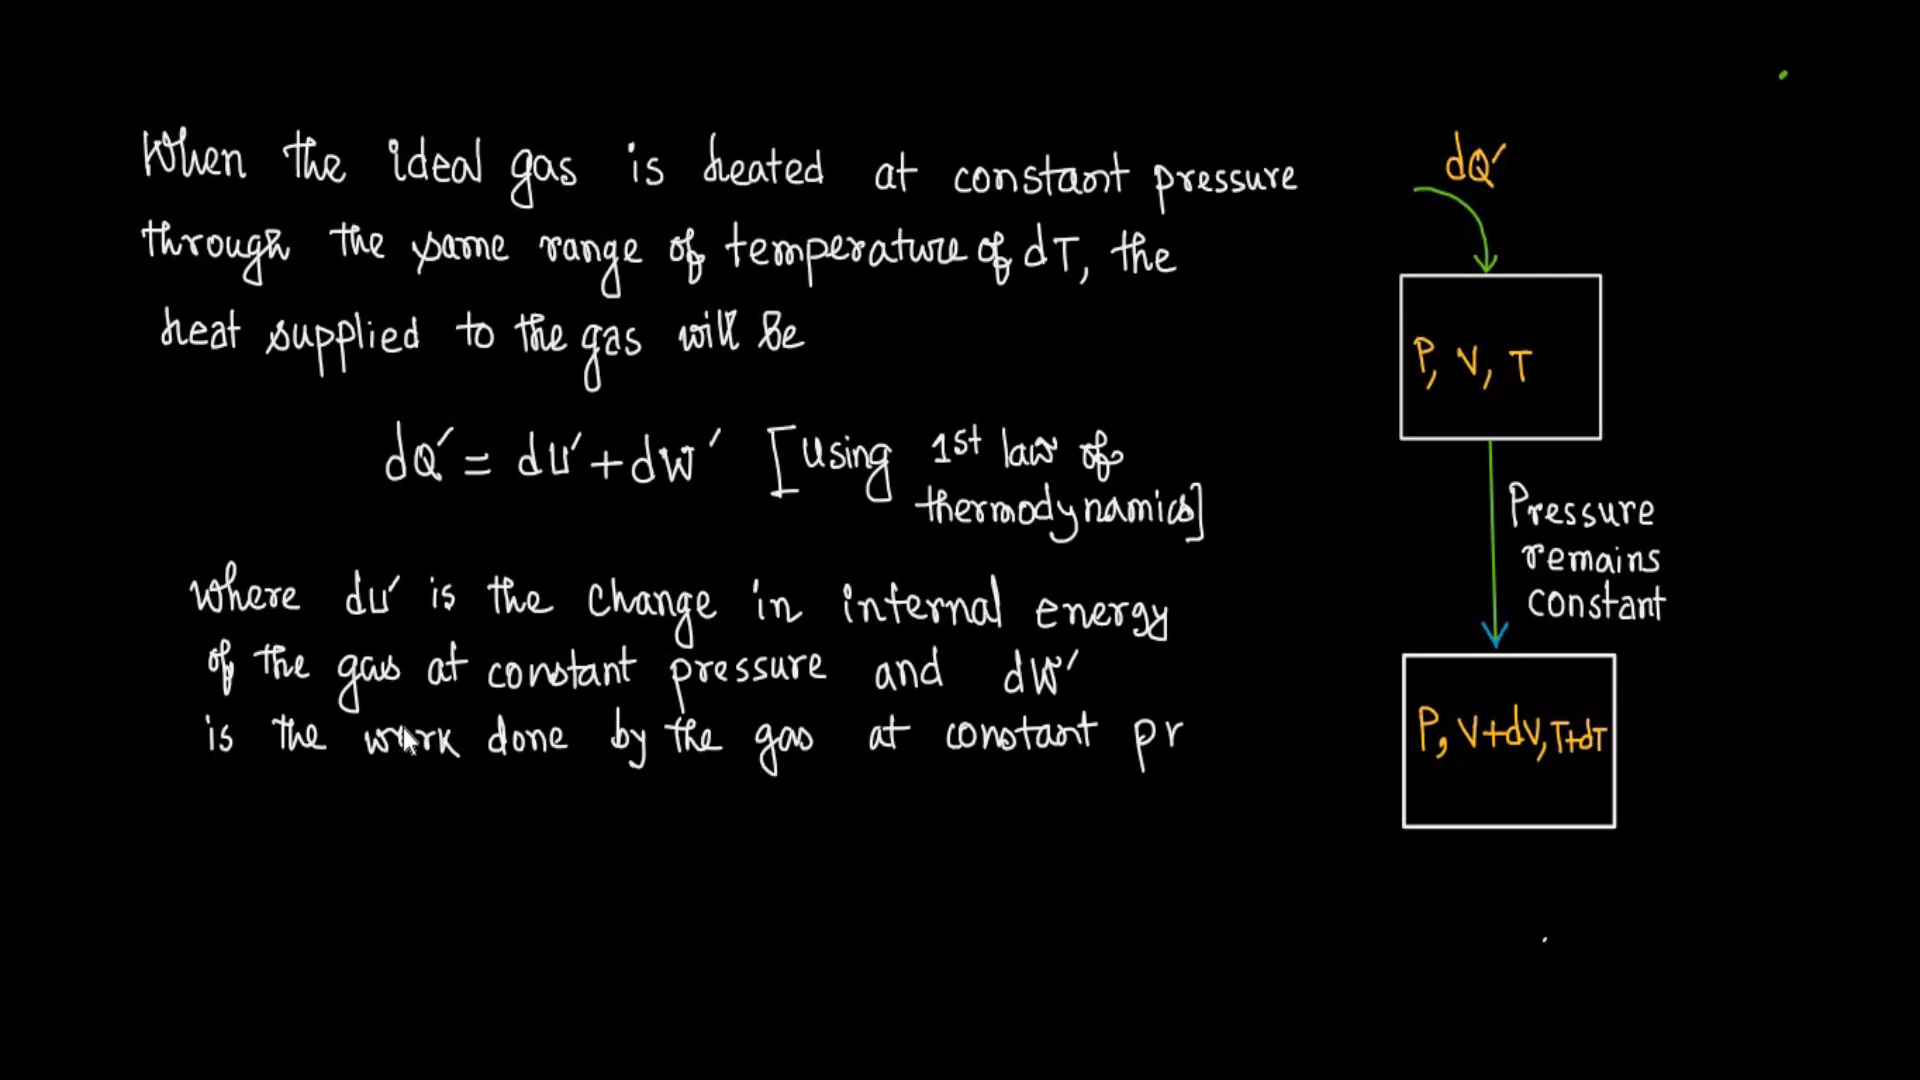 When the ideal gas is heated at constant pressure
through the same range of temperature of dT, the
heat supplied to the gas will be
dQ' = dU' + dW' [Using 1st law of
thermodynamics]
where dU' is the change in internal energy
of the gas at constant pressure and dW'
is the work done by the gas at constant pr
dQ'
P, V, T
Pressure
remains
constant
P, V+dV, T+dT